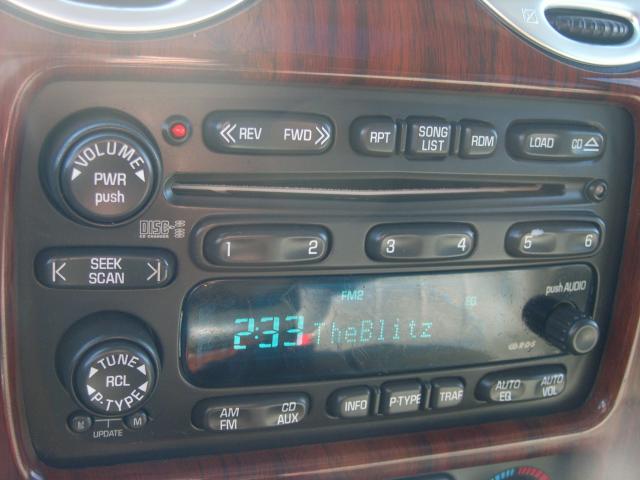 VOLUME
PWR
push
REV FWD
RPT
SONG
LIST
RDM
LOAD CD
DISC
CD CHANGER
1 2
3 4
5 6
SEEK
SCAN
FM2
EQ
push AUDIO
2:33 TheBlitz
R·D·S
TUNE
RCL
P-TYPE
H M
UPDATE
AM
FM
CD
AUX
INFO
P-TYPE
TRAF
AUTO
EQ
AUTO
VOL